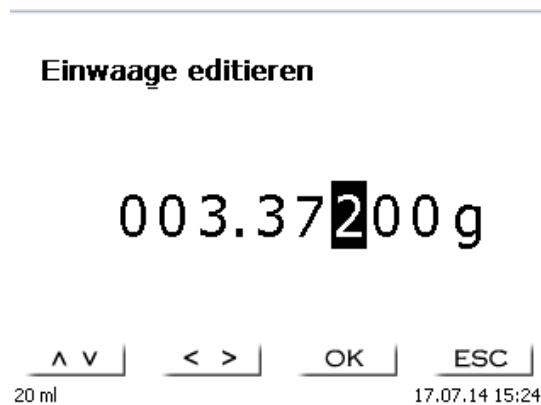 Einwaage editieren
003.37200g
∧ ∨ < > OK ESC
20 ml 17.07.14 15:24